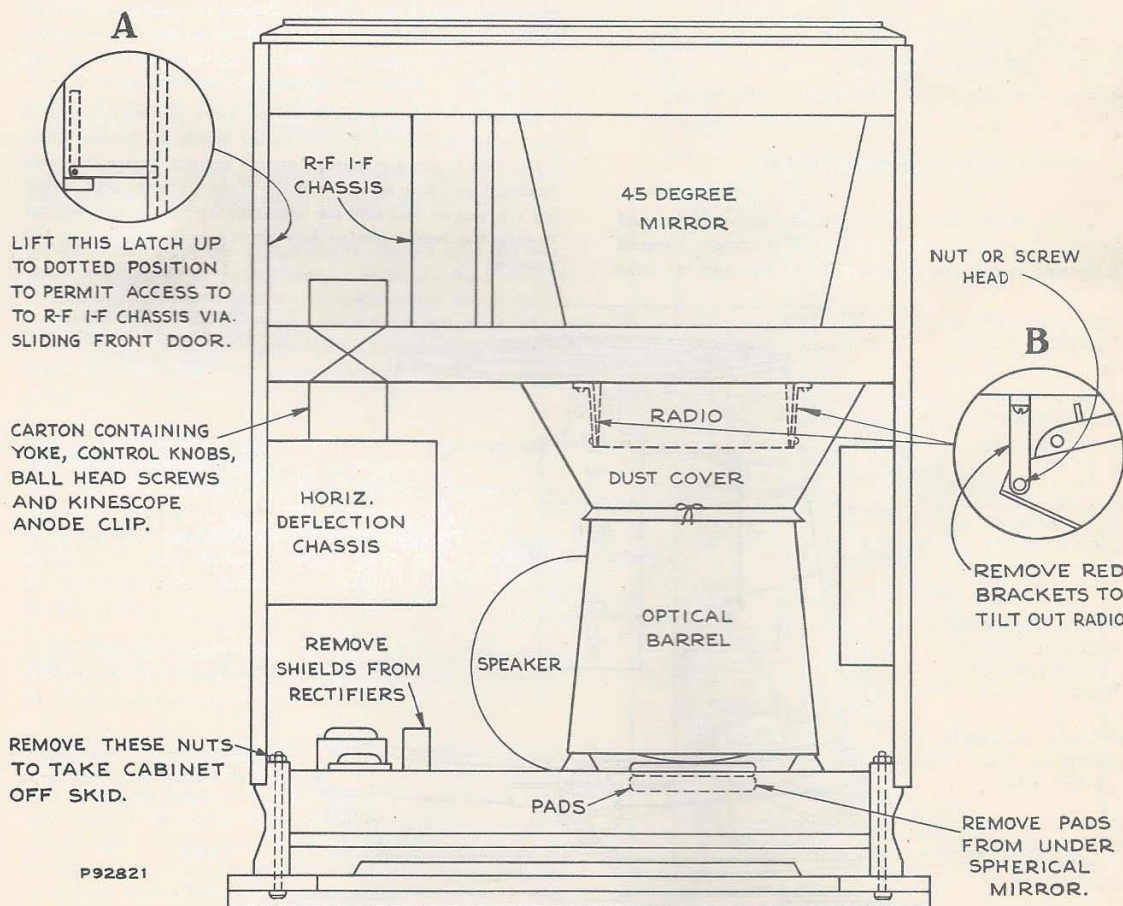 A
R-F I-F
CHASSIS
45 DEGREE
MIRROR
LIFT THIS LATCH UP
TO DOTTED POSITION
TO PERMIT ACCESS TO
TO R-F I-F CHASSIS VIA.
SLIDING FRONT DOOR.
NUT OR SCREW
HEAD
B
CARTON CONTAINING
YOKE, CONTROL KNOBS,
BALL HEAD SCREWS
AND KINESCOPE
ANODE CLIP.
RADIO
DUST COVER
HORIZ.
DEFLECTION
CHASSIS
REMOVE RED
BRACKETS TO
TILT OUT RADIO
OPTICAL
BARREL
SPEAKER
REMOVE
SHIELDS FROM
RECTIFIERS
REMOVE THESE NUTS
TO TAKE CABINET
OFF SKID.
PADS
REMOVE PADS
FROM UNDER
SPHERICAL
MIRROR.
P92821